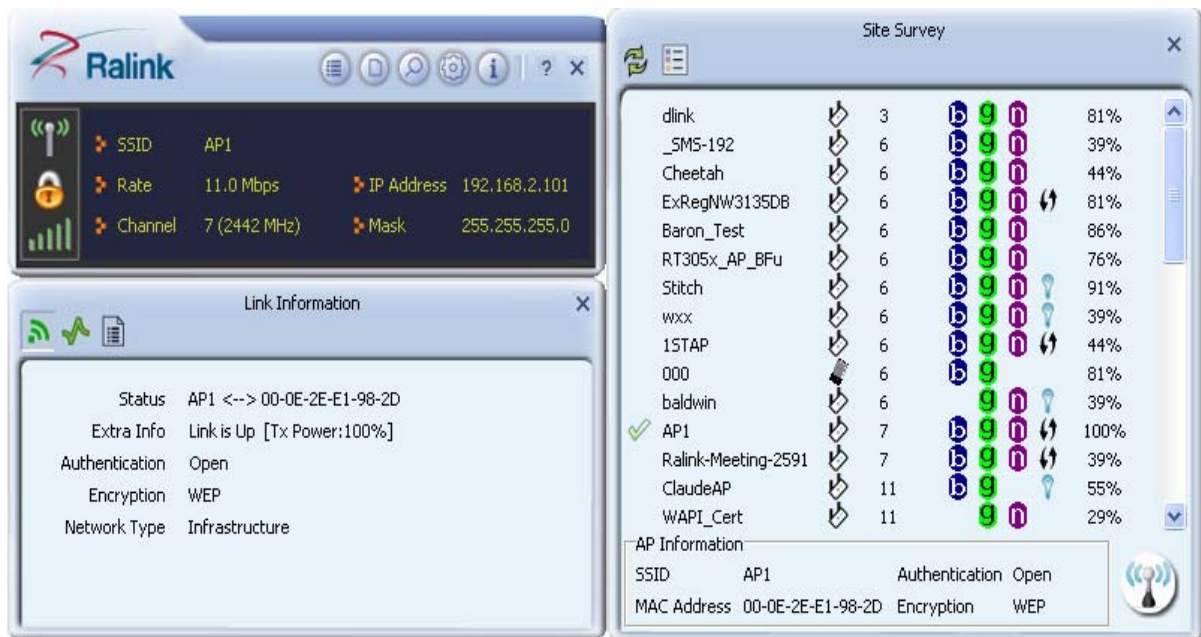 Ralink
i ? ×
SSID AP1
Rate 11.0 Mbps IP Address 192.168.2.101
Channel 7 (2442 MHz) Mask 255.255.255.0
Link Information ×
Status AP1 <--> 00-0E-2E-E1-98-2D
Extra Info Link is Up [Tx Power:100%]
Authentication Open
Encryption WEP
Network Type Infrastructure
Site Survey ×
dlink 3 b g n 81%
_SMS-192 6 b g n 39%
Cheetah 6 b g n 44%
ExRegNW3135DB 6 b g n 81%
Baron_Test 6 b g n 86%
RT305x_AP_BFu 6 b g n 76%
Stitch 6 b g n 91%
wxx 6 b g n 39%
1STAP 6 b g n 44%
000 6 b g 81%
baldwin 6 g n 39%
AP1 7 b g n 100%
Ralink-Meeting-2591 7 b g n 39%
ClaudeAP 11 b g 55%
WAPI_Cert 11 g n 29%
AP Information
SSID AP1 Authentication Open
MAC Address 00-0E-2E-E1-98-2D Encryption WEP